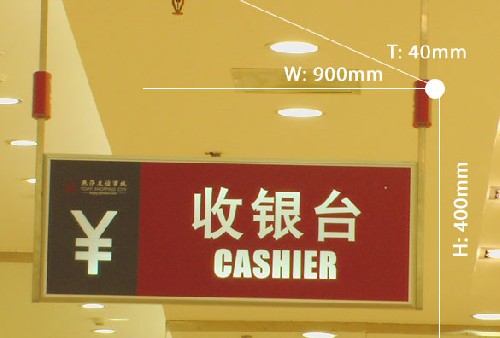 T: 40mm
W: 900mm
H: 400mm
收银台
¥
CASHIER